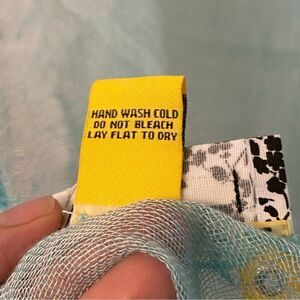 HAND WASH COLD
DO NOT BLEACH
LAY FLAT TO DRY